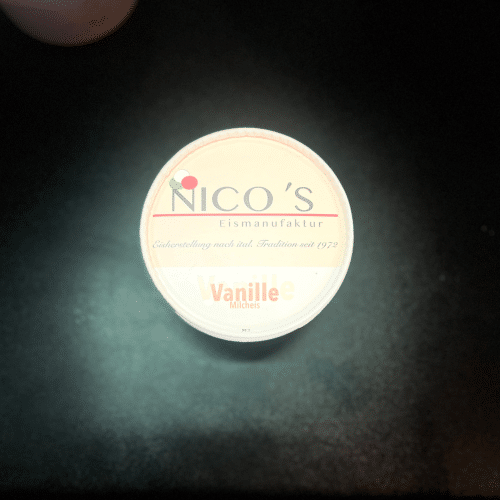 NICO'S
Eismanufaktur
Eisherstellung nach ital. Tradition seit 1972
Vanille
Milcheis